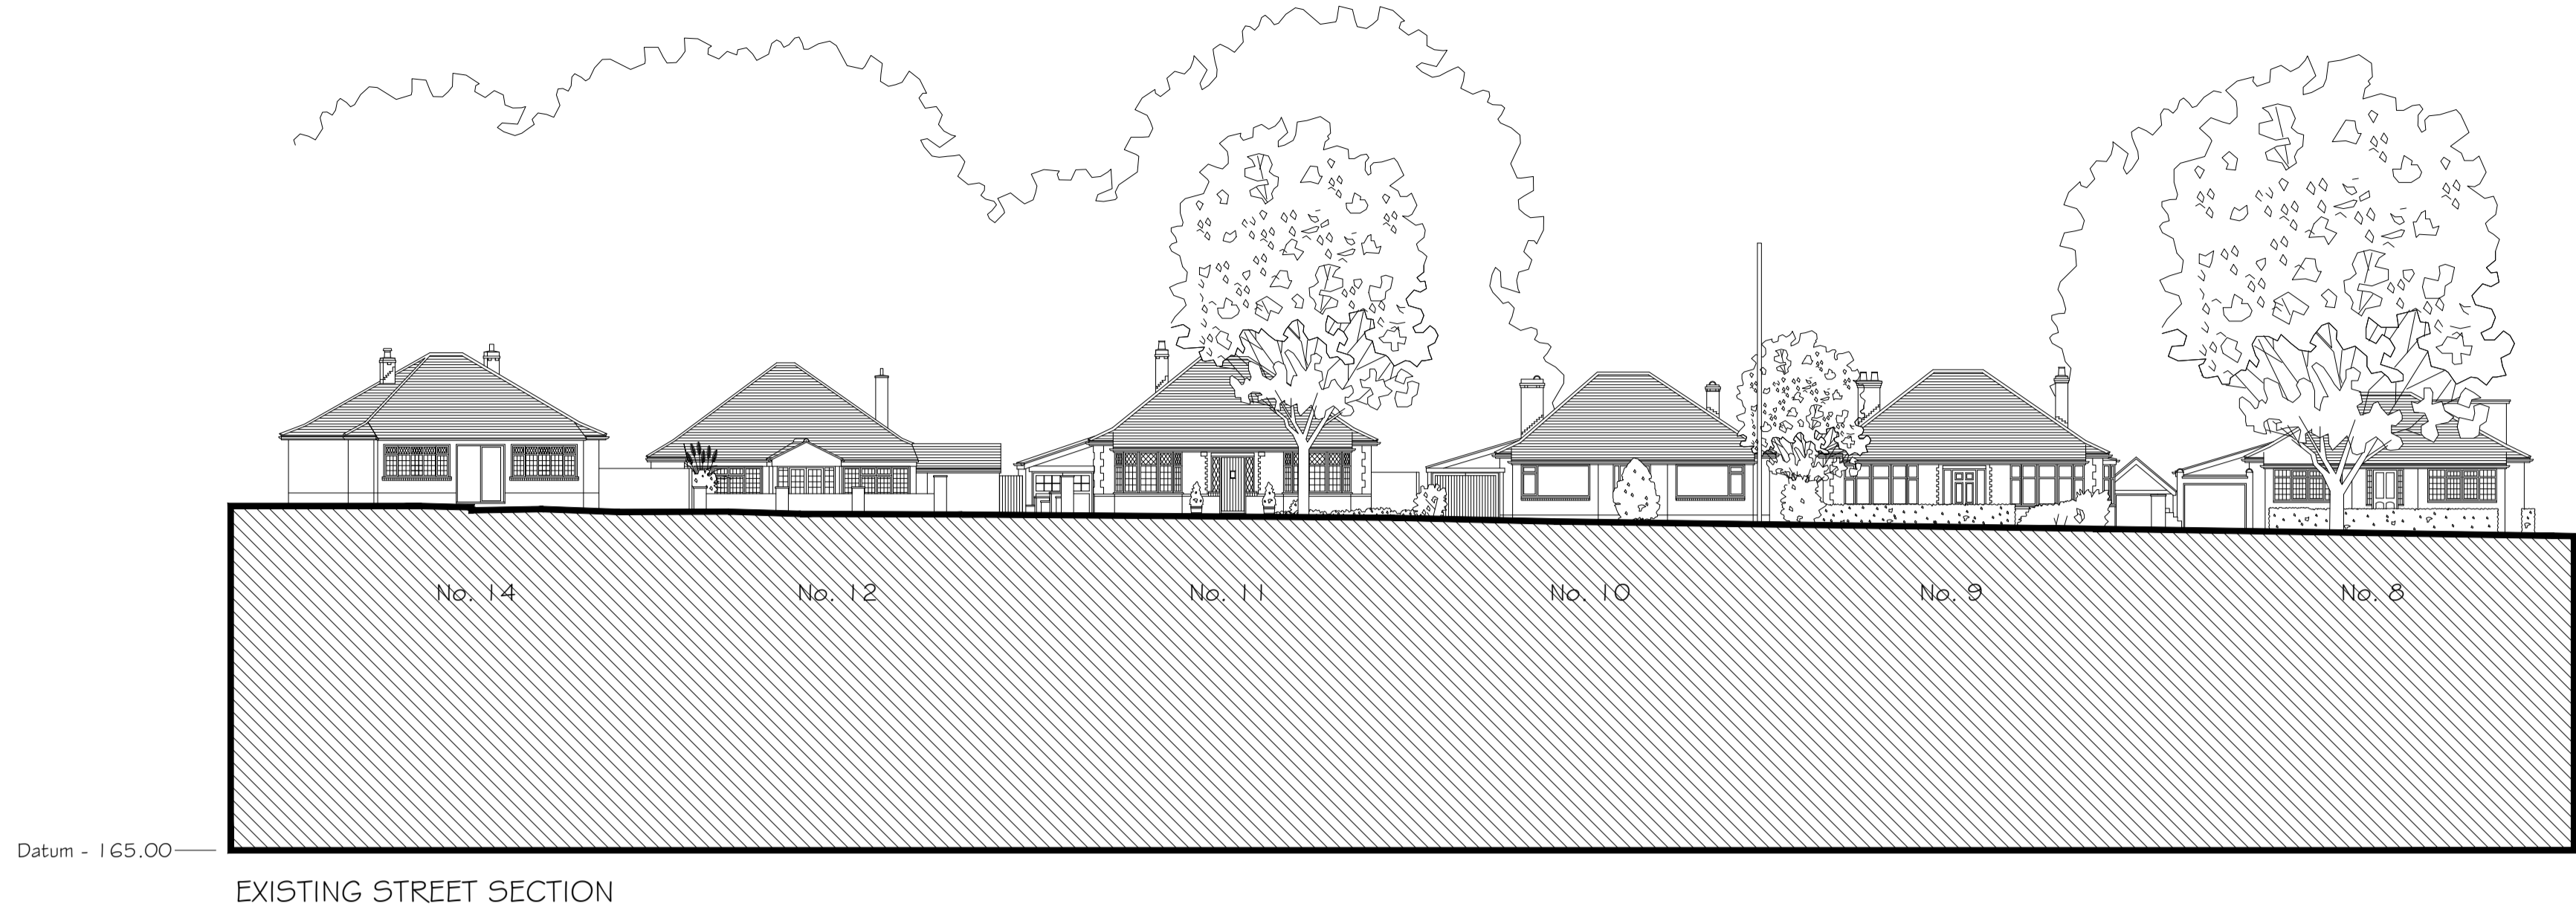 No. 14
No. 12
No. 11
No. 10
No. 9
No. 8
Datum - 165.00
EXISTING STREET SECTION